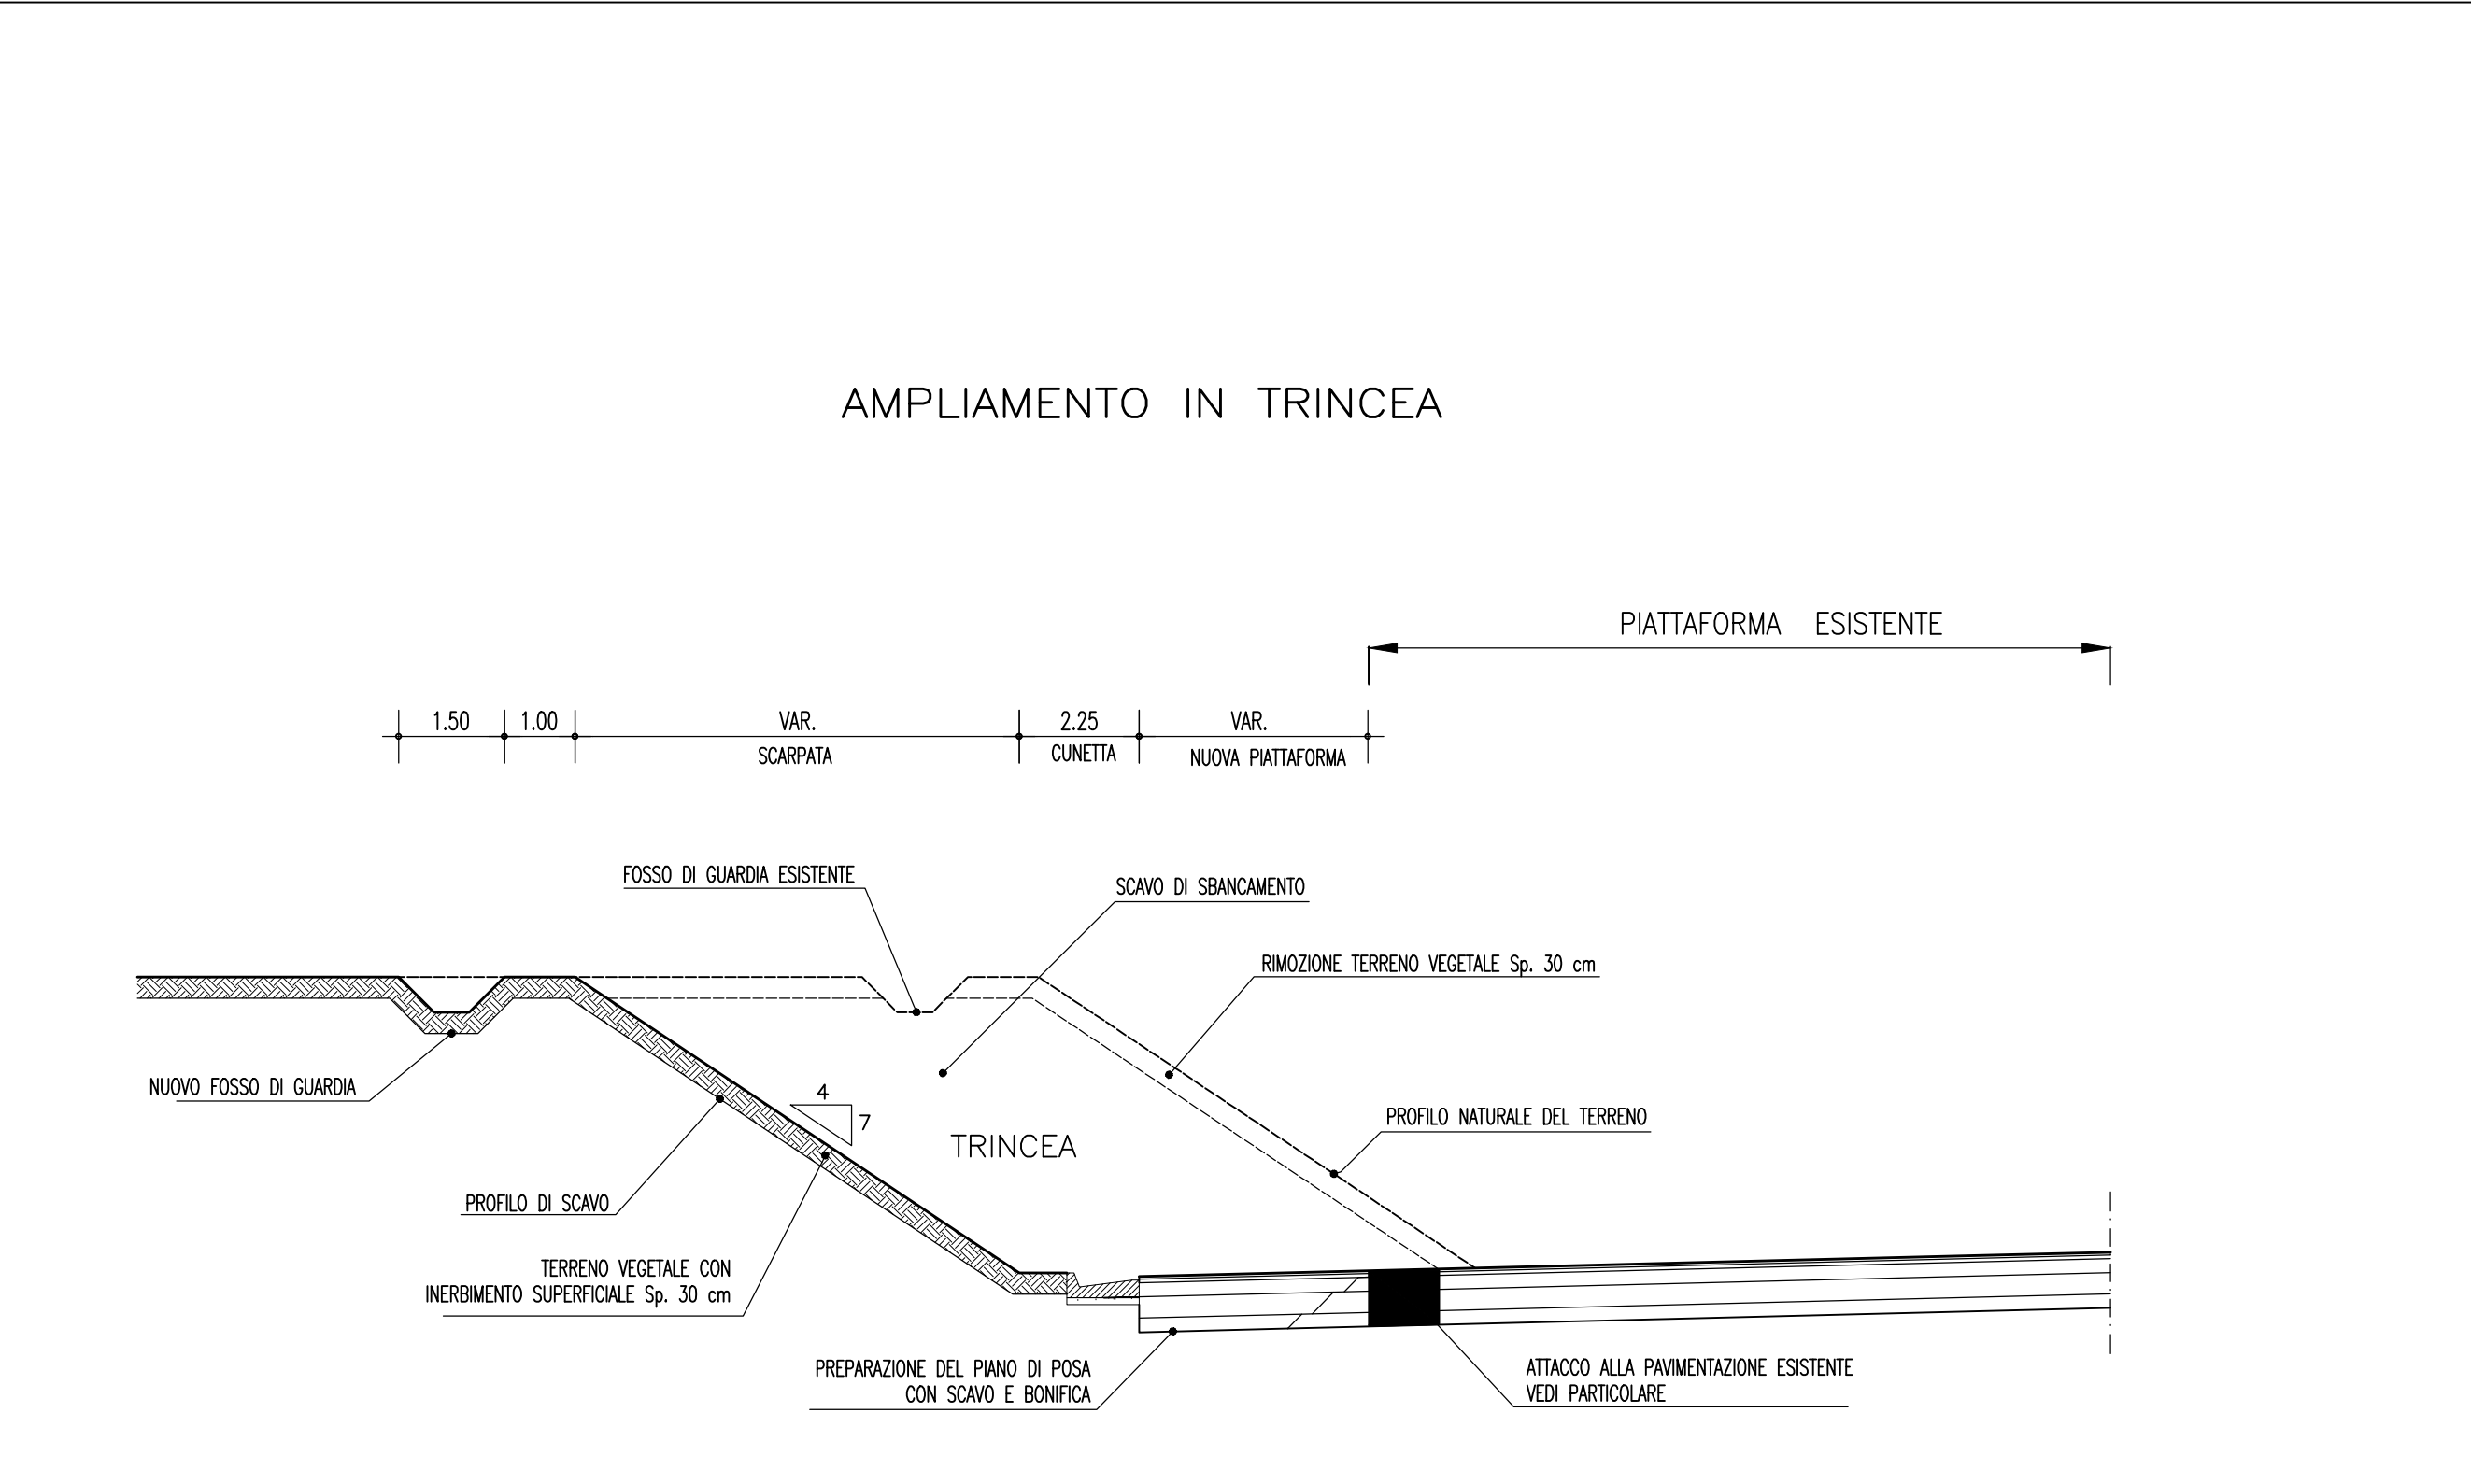 AMPLIAMENTO IN TRINCEA
PIATTAFORMA ESISTENTE
1.50 1.00 VAR. 2.25 VAR.
SCARPATA CUNETTA NUOVA PIATTAFORMA
FOSSO DI GUARDIA ESISTENTE
SCAVO DI SBANCAMENTO
RIMOZIONE TERRENO VEGETALE Sp. 30 cm
NUOVO FOSSO DI GUARDIA
4
7
PROFILO NATURALE DEL TERRENO
TRINCEA
PROFILO DI SCAVO
TERRENO VEGETALE CON
INERBIMENTO SUPERFICIALE Sp. 30 cm
PREPARAZIONE DEL PIANO DI POSA
CON SCAVO E BONIFICA
ATTACCO ALLA PAVIMENTAZIONE ESISTENTE
VEDI PARTICOLARE